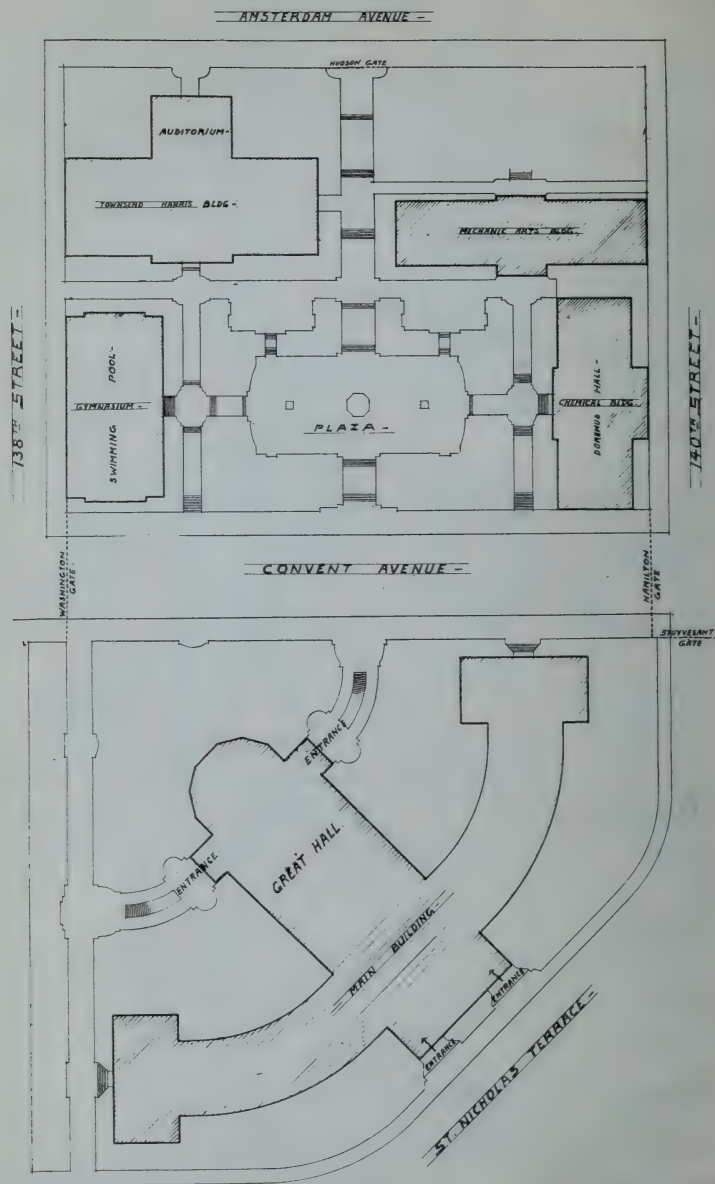 AMSTERDAM AVENUE -
HUDSON GATE
AUDITORIUM -
TOWNSEND HARRIS BLDG -
MECHANIC ARTS BLDG.
138TH STREET -
140TH STREET -
GYMNASIUM -
SWIMMING POOL -
PLAZA -
CHEMICAL BLDG -
DOREMUS HALL -
WASHINGTON
GATE -
CONVENT AVENUE -
HAMILTON
GATE
STUYVESANT
GATE
ENTRANCE
ENTRANCE
GREAT HALL.
MAIN BUILDING -
ENTRANCE
ENTRANCE
ST. NICHOLAS TERRACE -